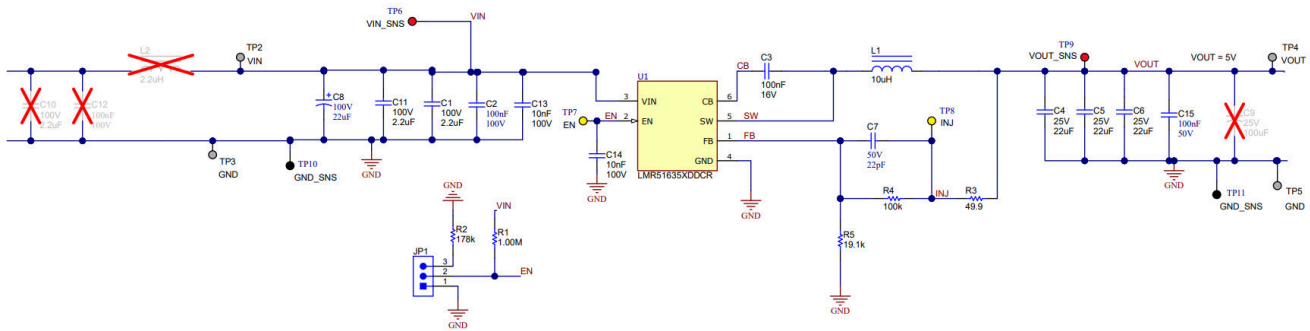 TP6
VIN_SNS
VIN
L2
2.2uH
TP2
VIN
C10
100V
2.2uF
C12
100nF
100V
C8
100V
22uF
C11
100V
2.2uF
C1
100V
2.2uF
C2
100nF
100V
C13
10nF
100V
TP3
GND
TP10
GND_SNS
GND
TP7
EN
EN
C14
10nF
100V
GND
U1
3
VIN
2
EN
CB
6
SW
5
FB
1
GND
4
LMR51635XDDCR
CB
C3
100nF
16V
SW
FB
GND
L1
10uH
C7
50V
22pF
TP8
INJ
R4
100k
INJ
R3
49.9
R5
19.1k
GND
TP9
VOUT_SNS
VOUT
VOUT = 5V
TP4
VOUT
C4
25V
22uF
C5
25V
22uF
C6
25V
22uF
C15
100nF
50V
C9
25V
100uF
GND
TP11
GND_SNS
TP5
GND
GND
VIN
R2
178k
R1
1.00M
JP1
3
2
1
EN
GND